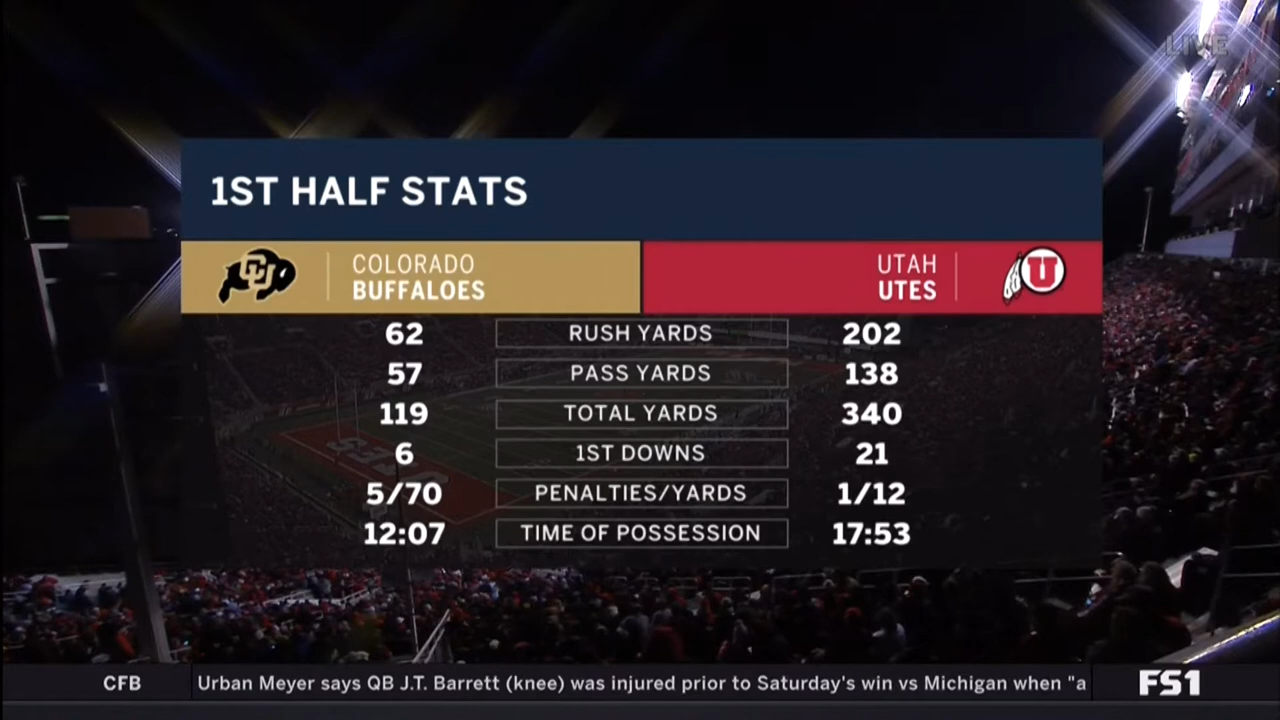 LIVE
1ST HALF STATS
CU
COLORADO
BUFFALOES
UTAH
UTES
U
62 RUSH YARDS 202
57 PASS YARDS 138
119 TOTAL YARDS 340
6 1ST DOWNS 21
5/70 PENALTIES/YARDS 1/12
12:07 TIME OF POSSESSION 17:53
CFB Urban Meyer says QB J.T. Barrett (knee) was injured prior to Saturday's win vs Michigan when "a FS1